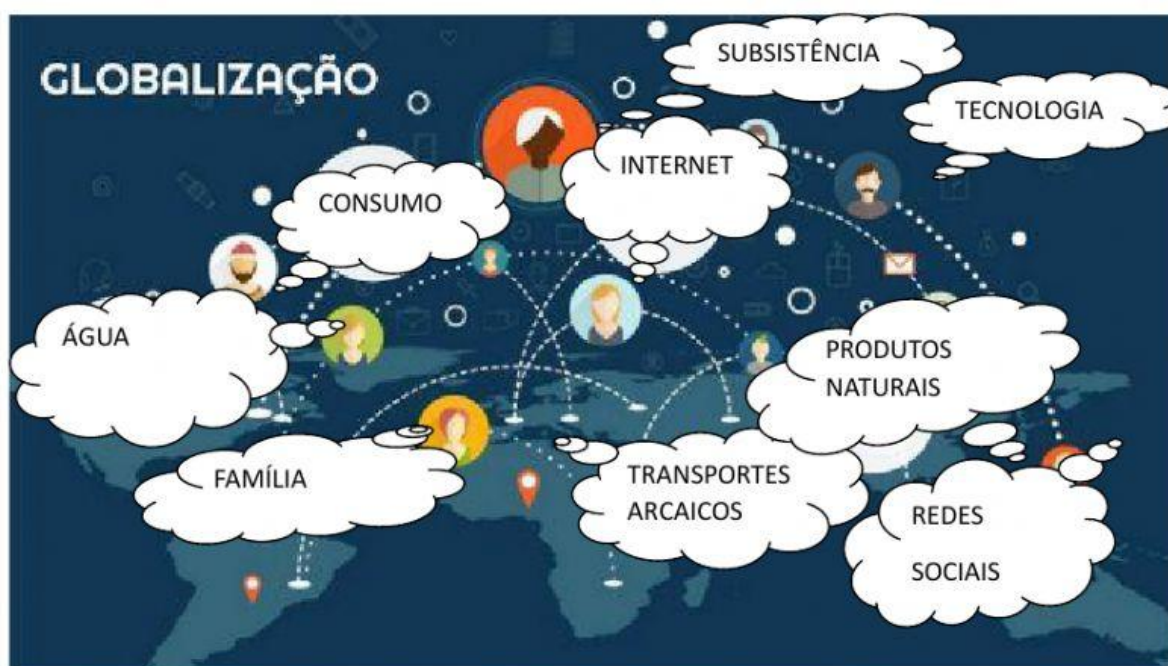 GLOBALIZAÇÃO
SUBSISTÊNCIA
TECNOLOGIA
INTERNET
CONSUMO
ÁGUA
PRODUTOS
NATURAIS
FAMÍLIA
TRANSPORTES
ARCAICOS
REDES
SOCIAIS